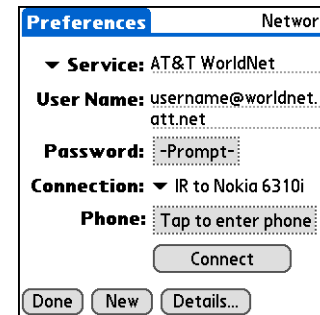 Preferences Networ
Service: AT&T WorldNet
User Name: username@worldnet.
att.net
Password: -Prompt-
Connection: IR to Nokia 6310i
Phone: Tap to enter phone
Connect
Done New Details...